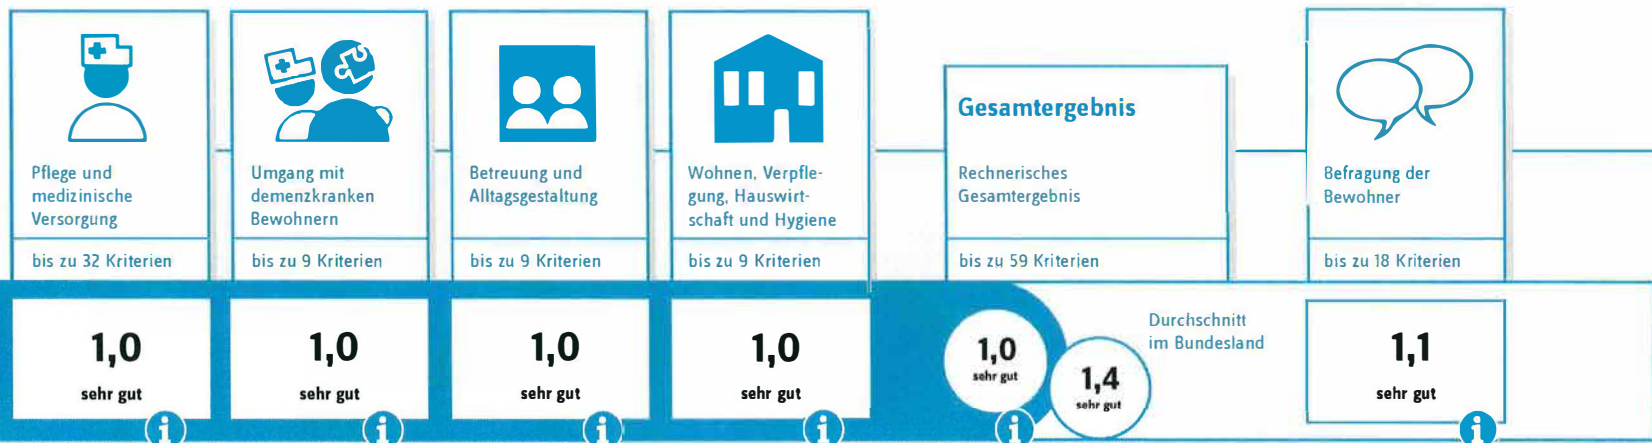 Pflege und
medizinische
Versorgung
bis zu 32 Kriterien
1,0
sehr gut
Umgang mit
demenzkranken
Bewohnern
bis zu 9 Kriterien
1,0
sehr gut
Betreuung und
Alltagsgestaltung
bis zu 9 Kriterien
1,0
sehr gut
Wohnen, Verpfle-
gung, Hauswirt-
schaft und Hygiene
bis zu 9 Kriterien
1,0
sehr gut
Gesamtergebnis
Rechnerisches
Gesamtergebnis
bis zu 59 Kriterien
1,0
sehr gut
1,4
sehr gut
Durchschnitt
im Bundesland
Befragung der
Bewohner
bis zu 18 Kriterien
1,1
sehr gut